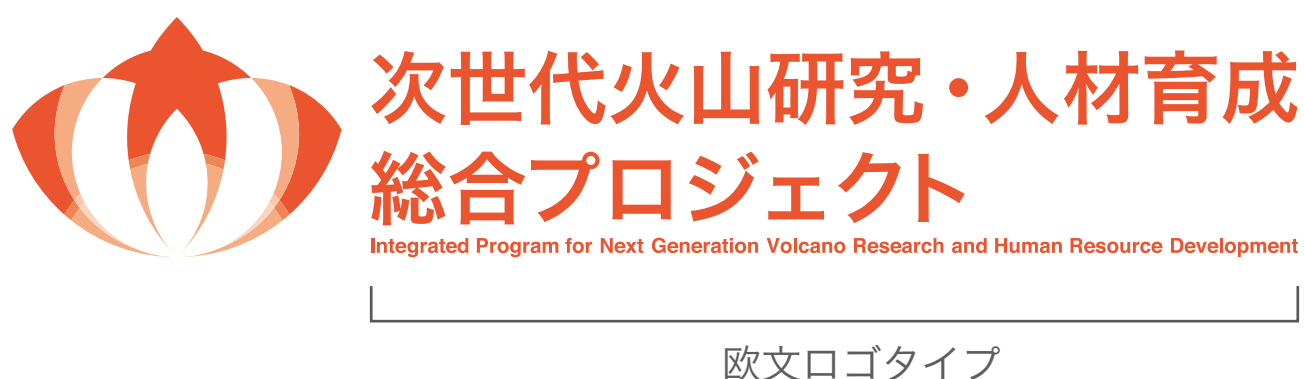 次世代火山研究・人材育成
総合プロジェクト
Integrated Program for Next Generation Volcano Research and Human Resource Development
欧文ロゴタイプ